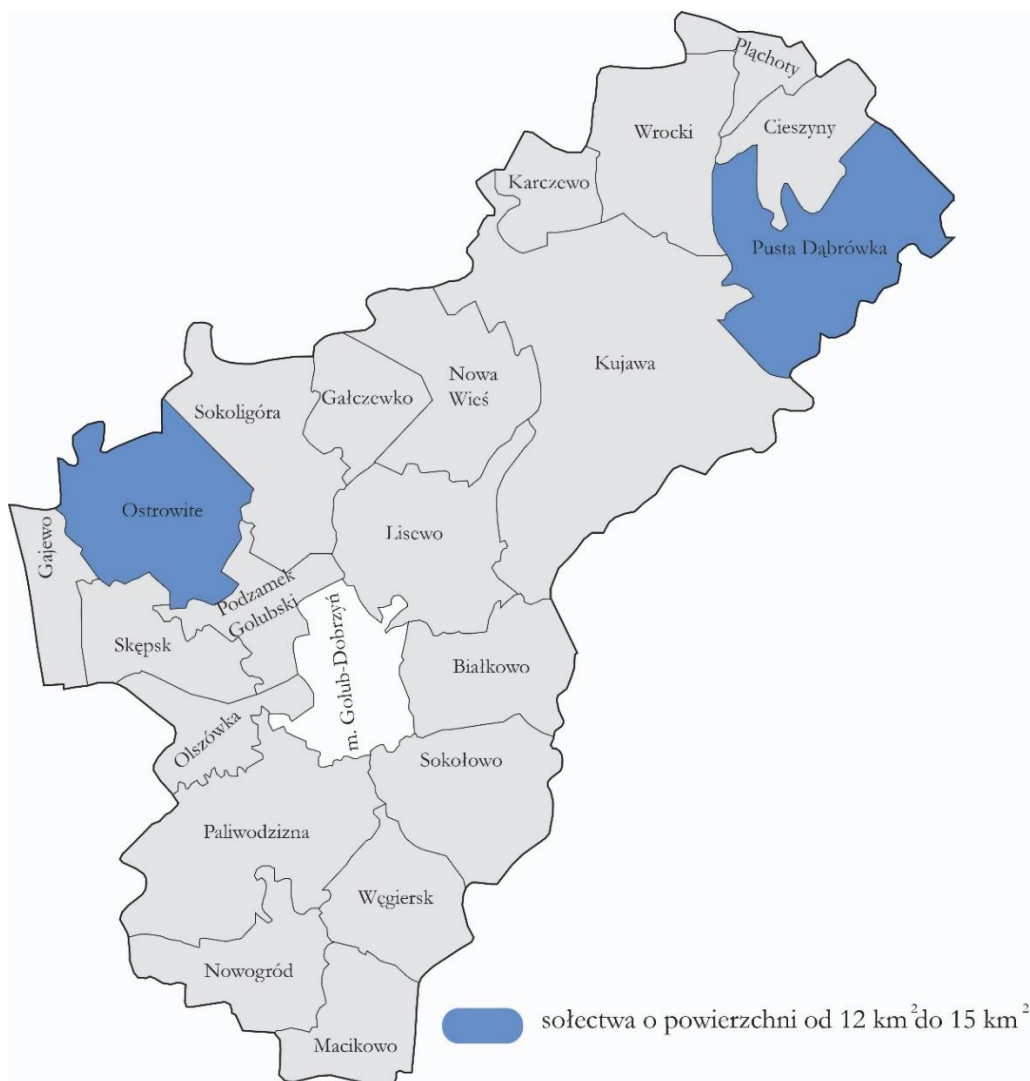 Pląchoty
Wrocki
Cieszyny
Karczewo
Pusta Dąbrówka
Kujawa
Nowa
Wieś
Gałczewko
Sokoligóra
Ostrowite
Lisewo
Gajewo
Podzamek
Golubski
Skępsk
m. Golub-Dobrzyń
Białkowo
Olszówka
Sokołowo
Paliwodzizna
Węgiersk
Nowogród
Macikowo
sołectwa o powierzchni od 12 km² do 15 km²